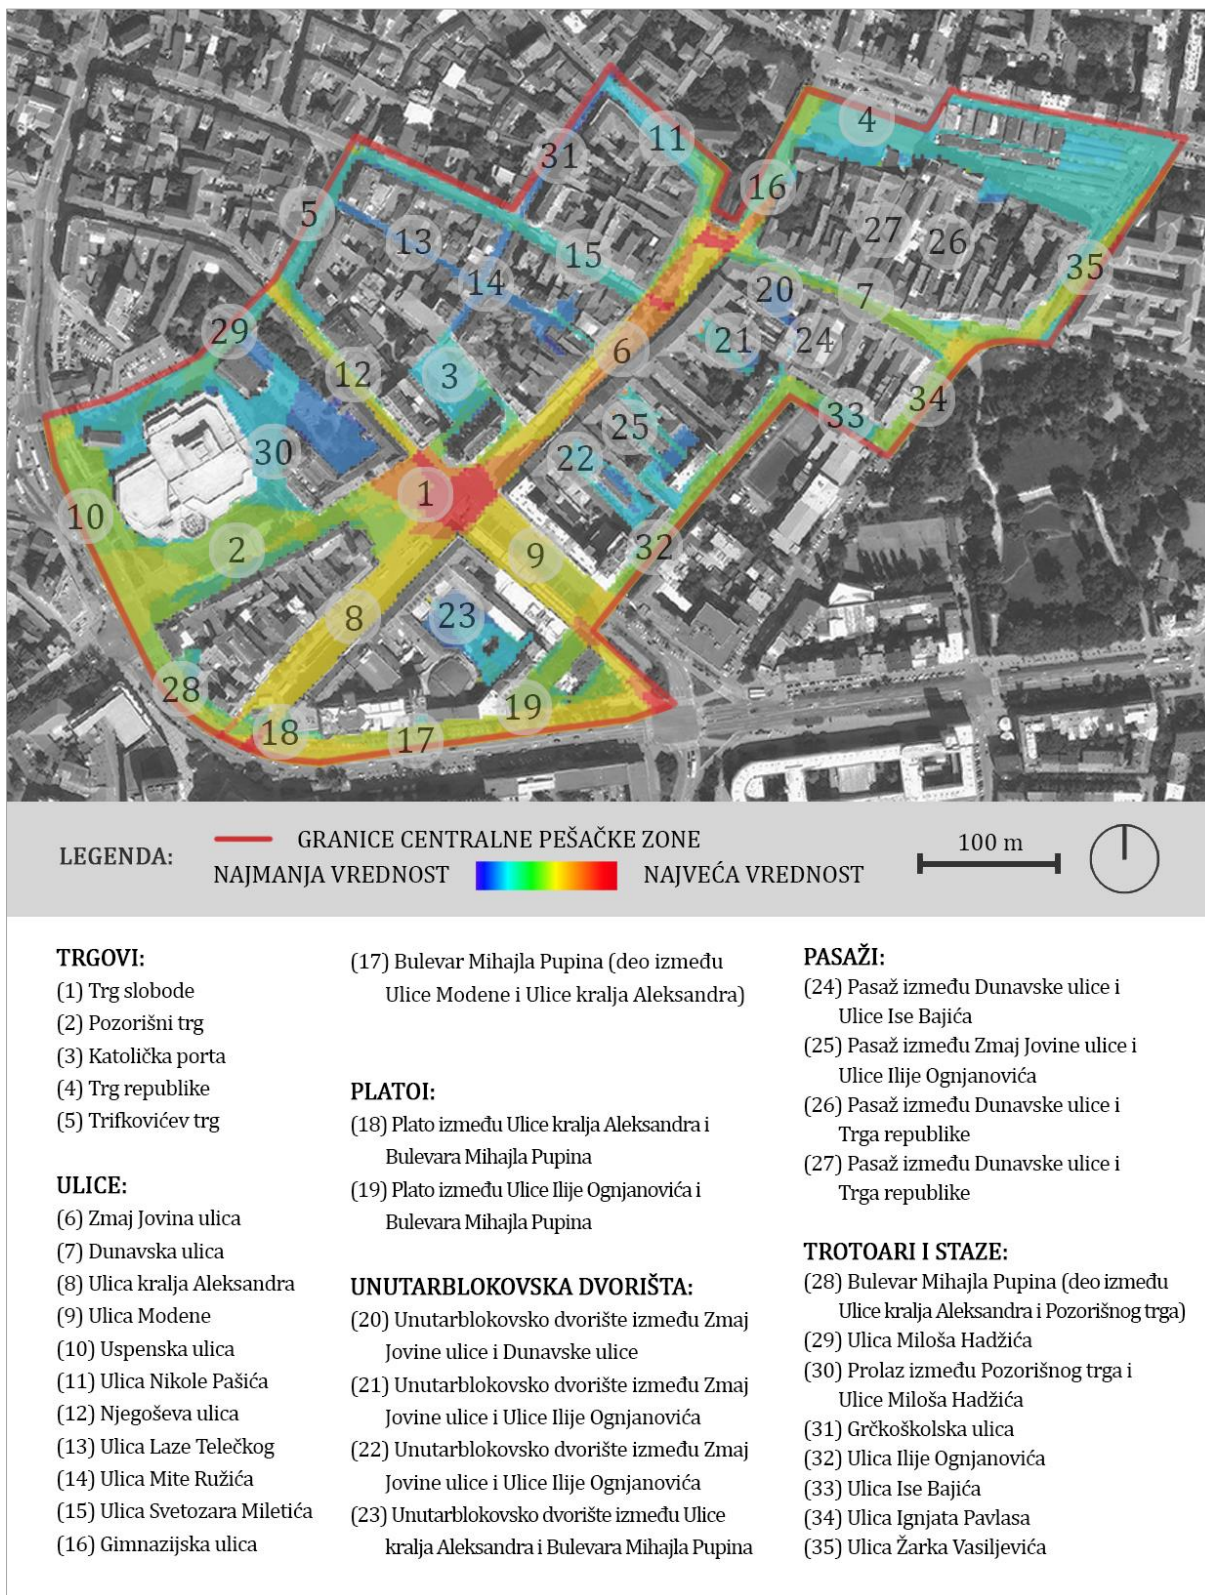 4
11
31
16
5
27
26
13
15
35
14
20
7
29
21
24
6
12
3
34
33
25
30
22
1
10
2
9
32
8
23
28
19
18
17
LEGENDA:
GRANICE CENTRALNE PEŠAČKE ZONE
NAJMANJA VREDNOST
NAJVEĆA VREDNOST
100 m
TRGOVI:
(1) Trg slobode
(2) Pozorišni trg
(3) Katolička porta
(4) Trg republike
(5) Trifkovićev trg
ULICE:
(6) Zmaj Jovina ulica
(7) Dunavska ulica
(8) Ulica kralja Aleksandra
(9) Ulica Modene
(10) Uspenska ulica
(11) Ulica Nikole Pašića
(12) Njegoševa ulica
(13) Ulica Laze Telečkog
(14) Ulica Mite Ružića
(15) Ulica Svetozara Miletića
(16) Gimnazijska ulica
(17) Bulevar Mihajla Pupina (deo između
Ulice Modene i Ulice kralja Aleksandra)
PLATOI:
(18) Plato između Ulice kralja Aleksandra i
Bulevara Mihajla Pupina
(19) Plato između Ulice Ilije Ognjanovića i
Bulevara Mihajla Pupina
UNUTARBLOKOVSKA DVORIŠTA:
(20) Unutarblokovsko dvorište između Zmaj
Jovine ulice i Dunavske ulice
(21) Unutarblokovsko dvorište između Zmaj
Jovine ulice i Ulice Ilije Ognjanovića
(22) Unutarblokovsko dvorište između Zmaj
Jovine ulice i Ulice Ilije Ognjanovića
(23) Unutarblokovsko dvorište između Ulice
kralja Aleksandra i Bulevara Mihajla Pupina
PASAŽI:
(24) Pasaž između Dunavske ulice i
Ulice Ise Bajića
(25) Pasaž između Zmaj Jovine ulice i
Ulice Ilije Ognjanovića
(26) Pasaž između Dunavske ulice i
Trga republike
(27) Pasaž između Dunavske ulice i
Trga republike
TROTOARI I STAZE:
(28) Bulevar Mihajla Pupina (deo između
Ulice kralja Aleksandra i Pozorišnog trga)
(29) Ulica Miloša Hadžića
(30) Prolaz između Pozorišnog trga i
Ulice Miloša Hadžića
(31) Grčkoškolska ulica
(32) Ulica Ilije Ognjanovića
(33) Ulica Ise Bajića
(34) Ulica Ignjata Pavlasa
(35) Ulica Žarka Vasiljevića